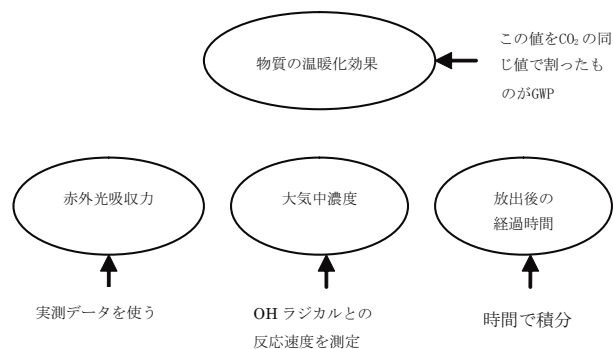 物質の温暖化効果
この値をCO₂の同
じ値で割ったも
のがGWP
赤外光吸収力
大気中濃度
放出後の
経過時間
実測データを使う
OHラジカルとの
反応速度を測定
時間で積分